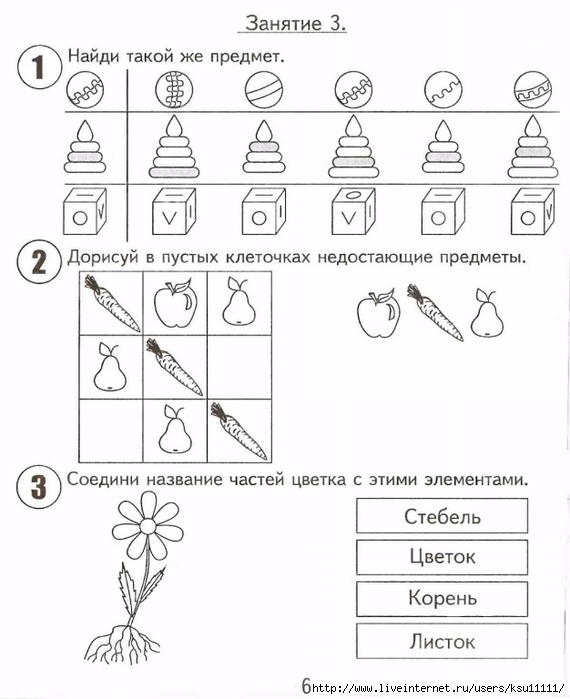 Занятие 3.
1 Найди такой же предмет.
2 Дорисуй в пустых клеточках недостающие предметы.
3 Соедини название частей цветка с этими элементами.
Стебель
Цветок
Корень
Листок
6
http://www.liveinternet.ru/users/ksu11111/